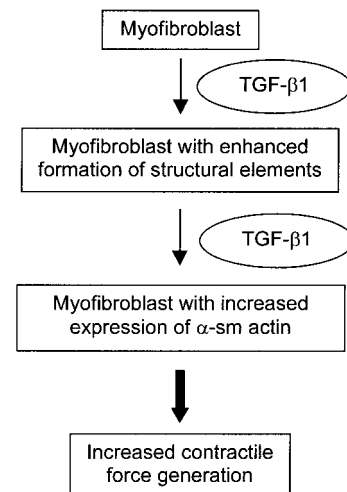 Myofibroblast
TGF-β1
Myofibroblast with enhanced
formation of structural elements
TGF-β1
Myofibroblast with increased
expression of α-sm actin
Increased contractile
force generation